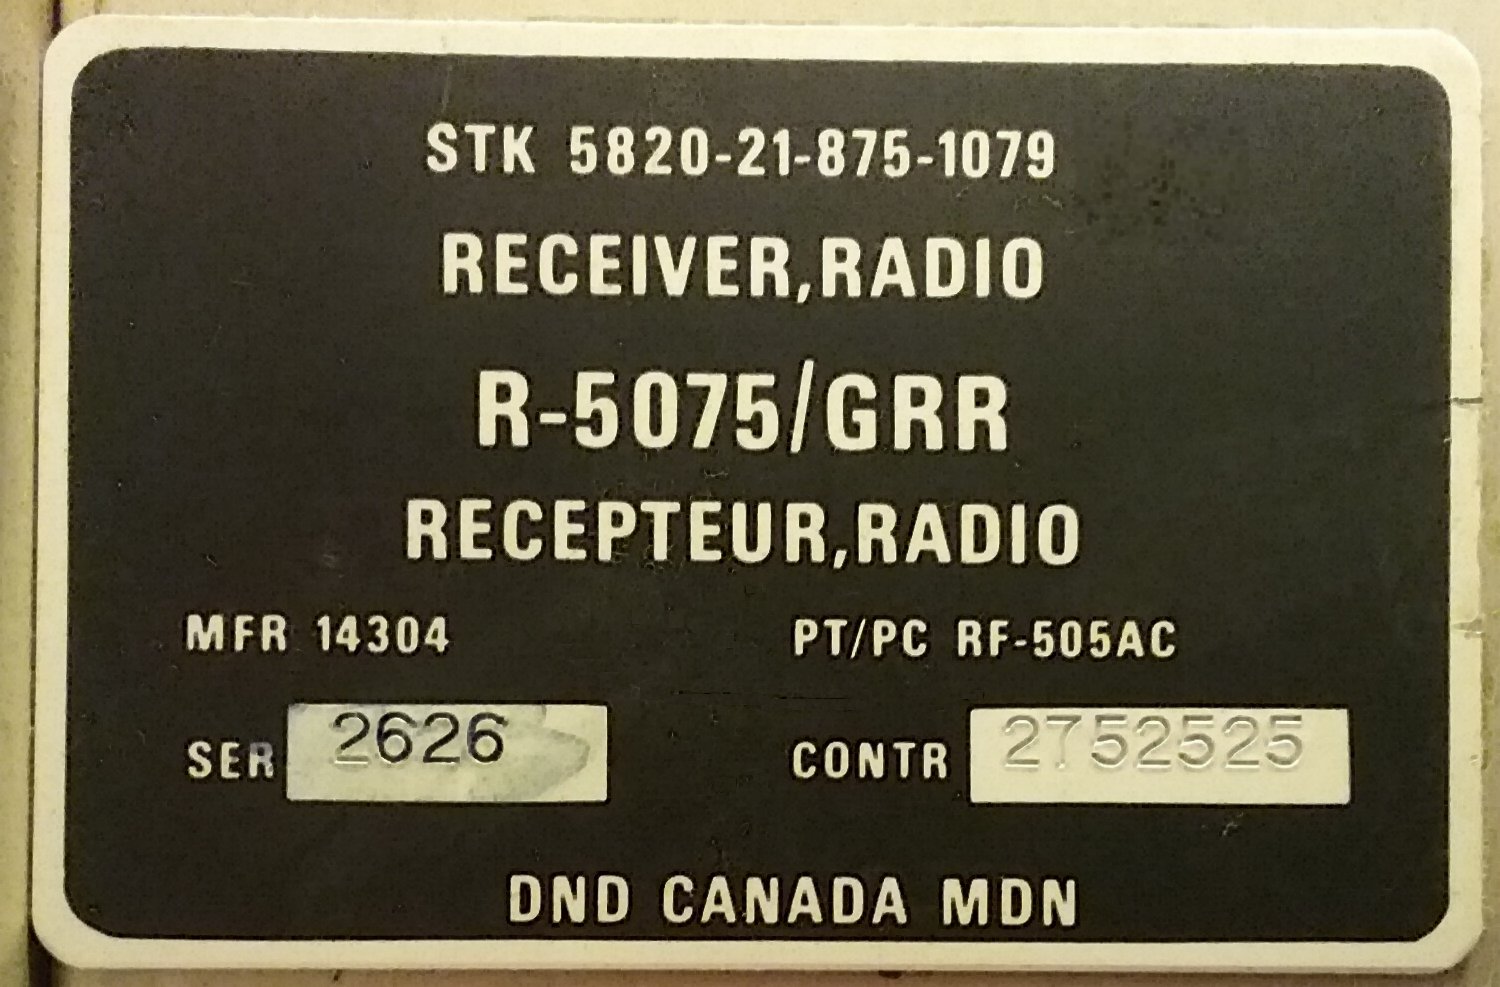 STK 5820-21-875-1079
RECEIVER,RADIO
R-5075/GRR
RECEPTEUR,RADIO
MFR 14304 PT/PC RF-505AC
SER 2626 CONTR 2752525
DND CANADA MDN